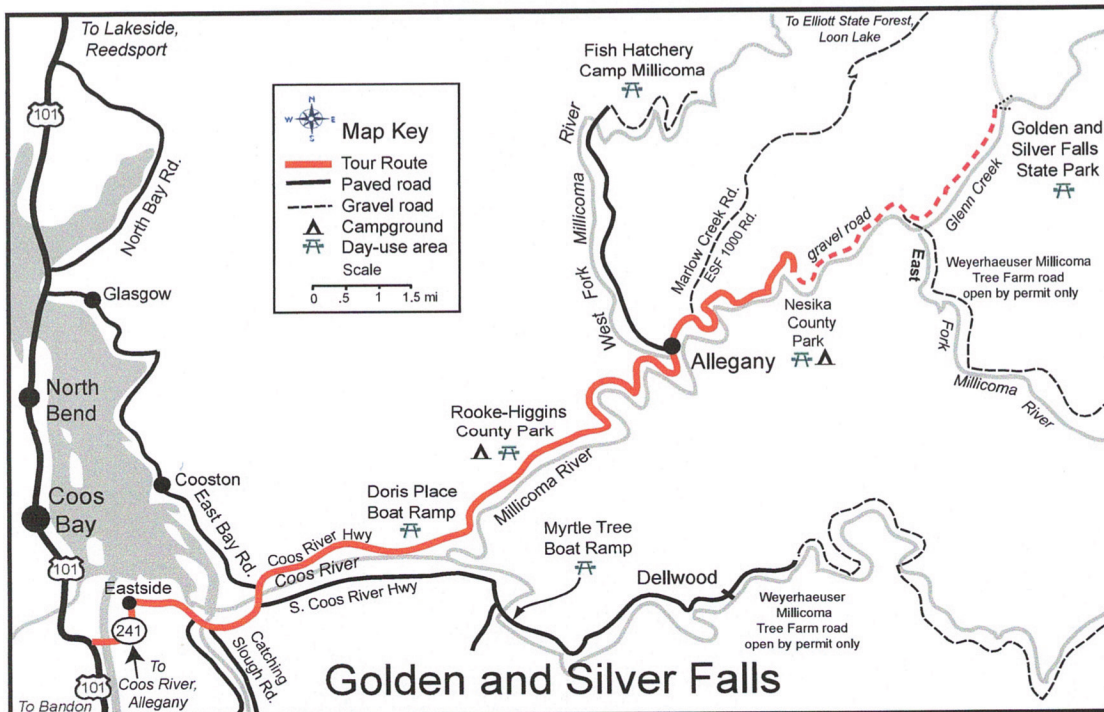 To Lakeside,
Reedsport
101
North Bay Rd.
Glasgow
North
Bend
Coos
Bay
101
Eastside
241
To
Coos River,
Allegany
101
To Bandon
Cooston
East Bay Rd.
Catching
Slough Rd.
N
W E
S
Map Key
Tour Route
Paved road
Gravel road
Campground
Day-use area
Scale
0 .5 1.5 mi
Fish Hatchery
Camp Millicoma
West Fork Millicoma River
To Elliott State Forest,
Loon Lake
Marlow Creek Rd.
ESF 1000 Rd.
gravel road
Glenn Creek
Golden and
Silver Falls
State Park
Weyerhaeuser Millicoma
Tree Farm road
open by permit only
East Fork Millicoma River
Nesika
County
Park
Allegany
Rooke-Higgins
County Park
Millicoma River
Doris Place
Boat Ramp
Coos River Hwy
Coos River
S. Coos River Hwy
Myrtle Tree
Boat Ramp
Dellwood
Weyerhaeuser
Millicoma
Tree Farm road
open by permit only
Golden and Silver Falls